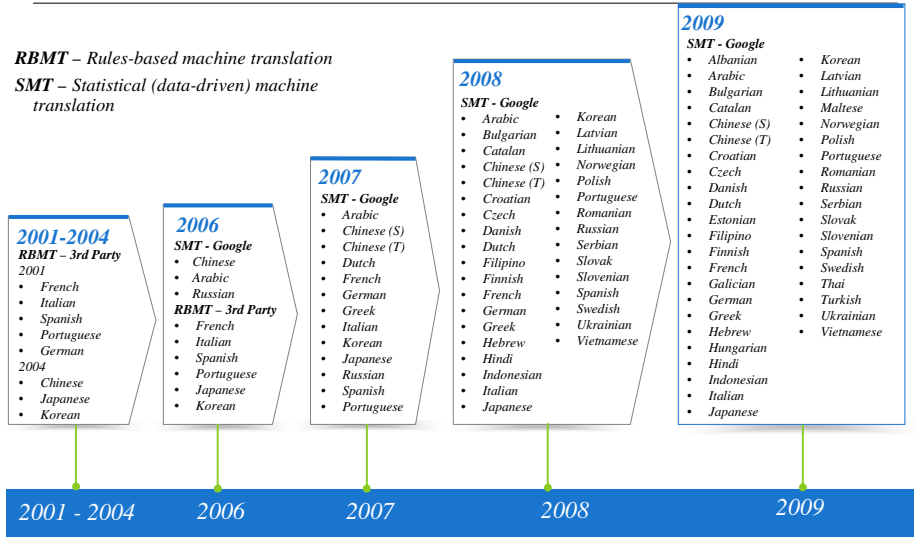 RBMT – Rules-based machine translation
SMT – Statistical (data-driven) machine
translation
2001-2004
RBMT – 3rd Party
2001
• French
• Italian
• Spanish
• Portuguese
• German
2004
• Chinese
• Japanese
• Korean
2006
SMT - Google
• Chinese
• Arabic
• Russian
RBMT – 3rd Party
• French
• Italian
• Spanish
• Portuguese
• Japanese
• Korean
2007
SMT - Google
• Arabic
• Chinese (S)
• Chinese (T)
• Dutch
• French
• German
• Greek
• Italian
• Korean
• Japanese
• Russian
• Spanish
• Portuguese
2008
SMT - Google
• Arabic
• Bulgarian
• Catalan
• Chinese (S)
• Chinese (T)
• Croatian
• Czech
• Danish
• Dutch
• Filipino
• Finnish
• French
• German
• Greek
• Hebrew
• Hindi
• Indonesian
• Italian
• Japanese
• Korean
• Latvian
• Lithuanian
• Norwegian
• Polish
• Portuguese
• Romanian
• Russian
• Serbian
• Slovak
• Slovenian
• Spanish
• Swedish
• Ukrainian
• Vietnamese
2009
SMT - Google
• Albanian
• Arabic
• Bulgarian
• Catalan
• Chinese (S)
• Chinese (T)
• Croatian
• Czech
• Danish
• Dutch
• Estonian
• Filipino
• Finnish
• French
• Galician
• German
• Greek
• Hebrew
• Hungarian
• Hindi
• Indonesian
• Italian
• Japanese
• Korean
• Latvian
• Lithuanian
• Maltese
• Norwegian
• Polish
• Portuguese
• Romanian
• Russian
• Serbian
• Slovak
• Slovenian
• Spanish
• Swedish
• Thai
• Turkish
• Ukrainian
• Vietnamese
2001 - 2004
2006
2007
2008
2009